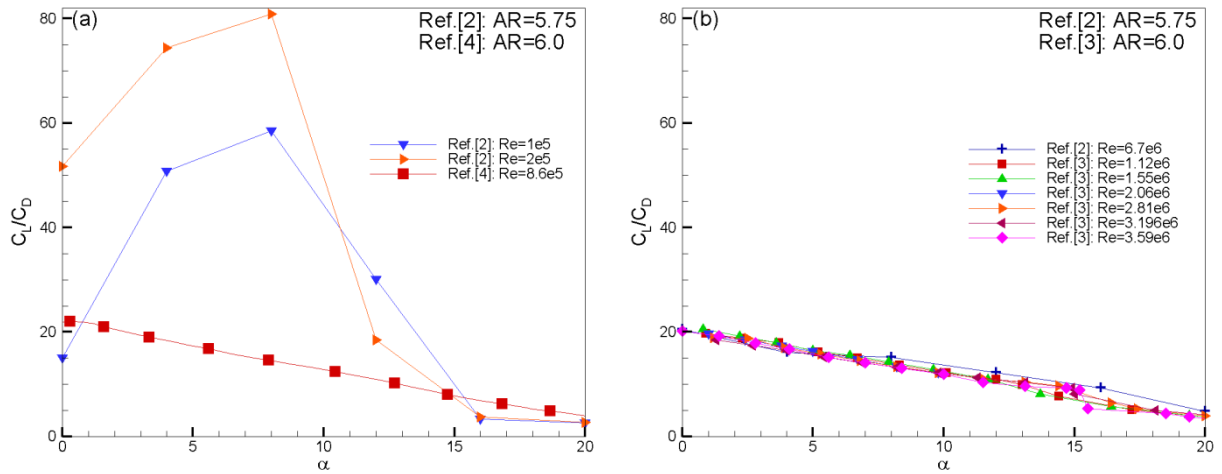 (a)
Ref.[2]: AR=5.75
Ref.[4]: AR=6.0
Ref.[2]: Re=1e5
Ref.[2]: Re=2e5
Ref.[4]: Re=8.6e5
80
60
40
20
0
C_L/C_D
0 5 10 15 20
α
(b)
Ref.[2]: AR=5.75
Ref.[3]: AR=6.0
Ref.[2]: Re=6.7e6
Ref.[3]: Re=1.12e6
Ref.[3]: Re=1.55e6
Ref.[3]: Re=2.06e6
Ref.[3]: Re=2.81e6
Ref.[3]: Re=3.196e6
Ref.[3]: Re=3.59e6
80
60
40
20
0
C_L/C_D
0 5 10 15 20
α